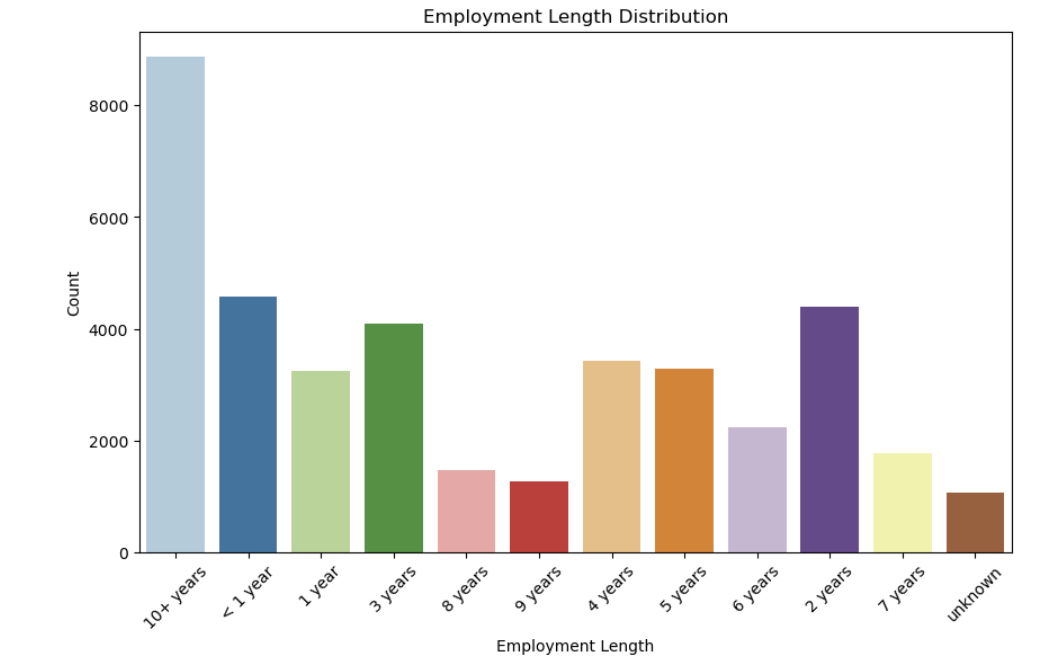 Employment Length Distribution
Count
8000
6000
4000
2000
0
10+ years
< 1 year
1 year
3 years
8 years
9 years
4 years
5 years
6 years
2 years
7 years
unknown
Employment Length